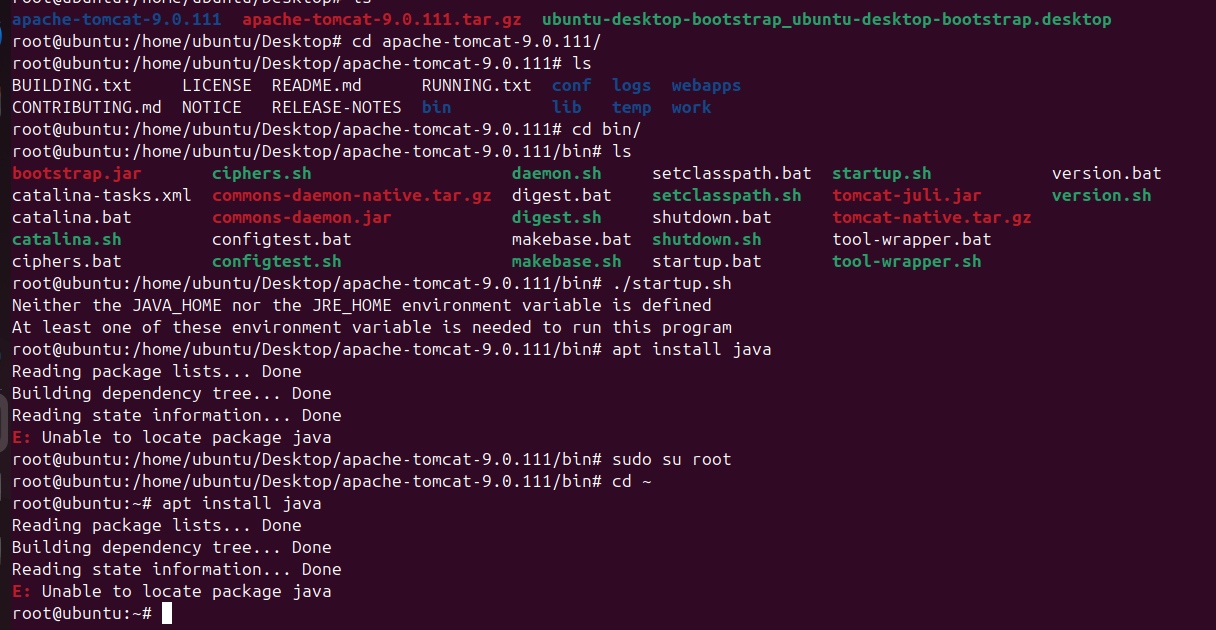 apache-tomcat-9.0.111  apache-tomcat-9.0.111.tar.gz  ubuntu-desktop-bootstrap_ubuntu-desktop-bootstrap.desktop
root@ubuntu:/home/ubuntu/Desktop# cd apache-tomcat-9.0.111/
root@ubuntu:/home/ubuntu/Desktop/apache-tomcat-9.0.111# ls
BUILDING.txt     LICENSE  README.md      RUNNING.txt  conf  logs  webapps
CONTRIBUTING.md  NOTICE   RELEASE-NOTES  bin          lib   temp  work
root@ubuntu:/home/ubuntu/Desktop/apache-tomcat-9.0.111# cd bin/
root@ubuntu:/home/ubuntu/Desktop/apache-tomcat-9.0.111/bin# ls
bootstrap.jar       ciphers.sh                    daemon.sh     setclasspath.bat  startup.sh            version.bat
catalina-tasks.xml  commons-daemon-native.tar.gz  digest.bat    setclasspath.sh   tomcat-juli.jar       version.sh
catalina.bat        commons-daemon.jar            digest.sh     shutdown.bat      tomcat-native.tar.gz
catalina.sh         configtest.bat                makebase.bat  shutdown.sh       tool-wrapper.bat
ciphers.bat         configtest.sh                 makebase.sh   startup.bat       tool-wrapper.sh
root@ubuntu:/home/ubuntu/Desktop/apache-tomcat-9.0.111/bin# ./startup.sh
Neither the JAVA_HOME nor the JRE_HOME environment variable is defined
At least one of these environment variable is needed to run this program
root@ubuntu:/home/ubuntu/Desktop/apache-tomcat-9.0.111/bin# apt install java
Reading package lists... Done
Building dependency tree... Done
Reading state information... Done
E: Unable to locate package java
root@ubuntu:/home/ubuntu/Desktop/apache-tomcat-9.0.111/bin# sudo su root
root@ubuntu:/home/ubuntu/Desktop/apache-tomcat-9.0.111/bin# cd ~
root@ubuntu:~# apt install java
Reading package lists... Done
Building dependency tree... Done
Reading state information... Done
E: Unable to locate package java
root@ubuntu:~#